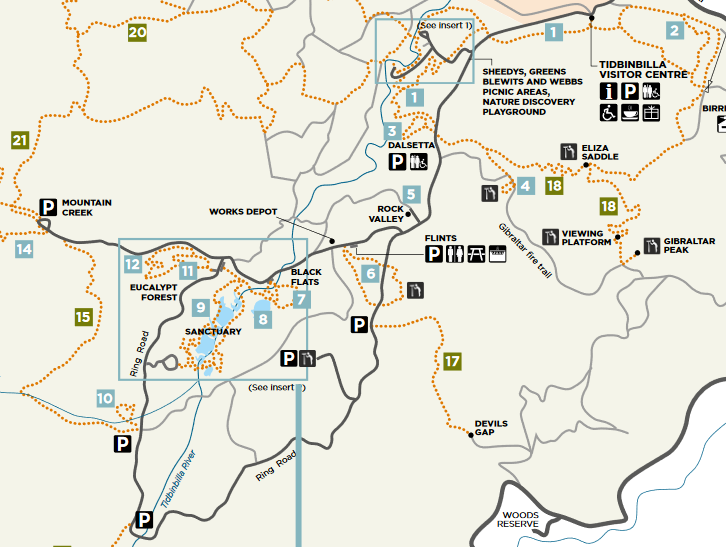 20
(See insert 1)
1
2
TIDBINBILLA
VISITOR CENTRE
i P
SHEEDYS, GREENS
BLEWITS AND WEBBS
PICNIC AREAS,
NATURE DISCOVERY
PLAYGROUND
1
BIRR
21
3
DALSETTA
P
ELIZA
SADDLE
4
18
P
MOUNTAIN
CREEK
5
ROCK
VALLEY
18
WORKS DEPOT
14
FLINTS
P
Gibraltar fire trail
VIEWING
PLATFORM
GIBRALTAR
PEAK
12
11
EUCALYPT
FOREST
BLACK
FLATS
6
7
9
8
15
SANCTUARY
P
Ring Road
P
17
(See insert
10
DEVILS
GAP
P
Ring Road
Tidbinbilla River
P
WOODS
RESERVE